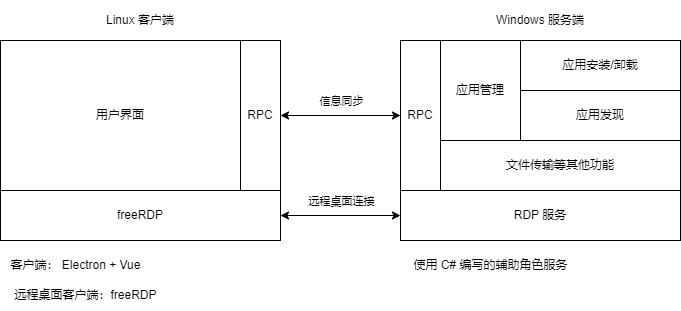 Linux 客户端
Windows 服务端
用户界面
RPC
信息同步
RPC
应用管理
应用安装/卸载
应用发现
文件传输等其他功能
freeRDP
远程桌面连接
RDP 服务
客户端： Electron + Vue
使用 C# 编写的辅助角色服务
远程桌面客户端：freeRDP